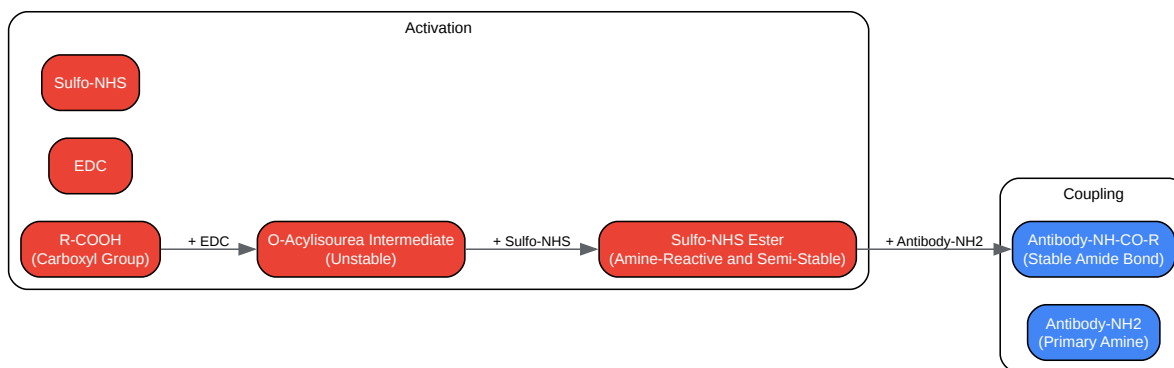 Activation
Sulfo-NHS
EDC
R-COOH
(Carboxyl Group)
+ EDC
O-Acylisourea Intermediate
(Unstable)
+ Sulfo-NHS
Sulfo-NHS Ester
(Amine-Reactive and Semi-Stable)
+ Antibody-NH2
Coupling
Antibody-NH-CO-R
(Stable Amide Bond)
Antibody-NH2
(Primary Amine)